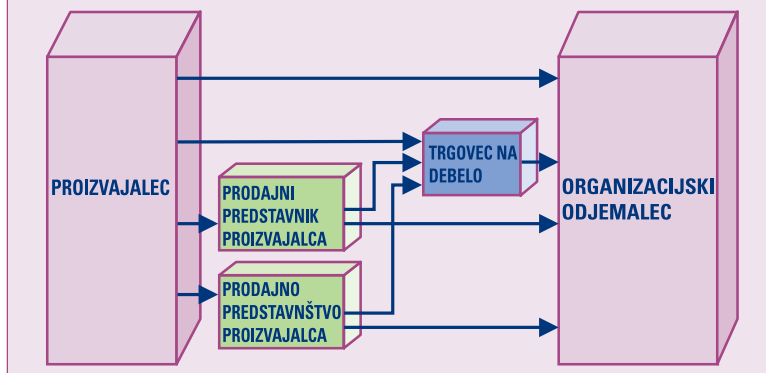 PROIZVAJALEC
PRODAJNI
PREDSTAVNIK
PROIZVAJALCA
PRODAJNO
PREDSTAVNŠTVO
PROIZVAJALCA
TRGOVEC NA
DEBELO
ORGANIZACIJSKI
ODJEMALEC